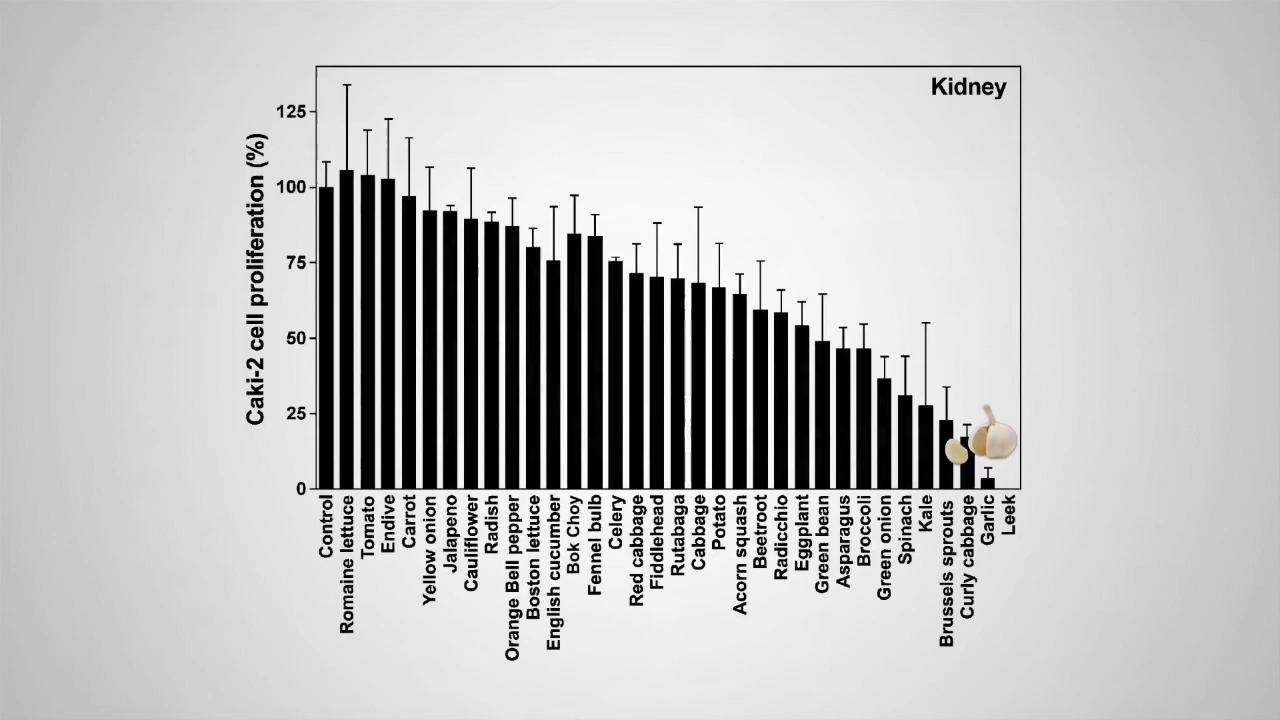 Kidney
Caki-2 cell proliferation (%)
125
100
75
50
25
0
Control
Romaine lettuce
Tomato
Endive
Carrot
Yellow onion
Jalapeno
Cauliflower
Radish
Orange Bell pepper
Boston lettuce
English cucumber
Bok Choy
Fennel bulb
Celery
Red cabbage
Fiddlehead
Rutabaga
Cabbage
Potato
Acorn squash
Beetroot
Radicchio
Eggplant
Green bean
Asparagus
Broccoli
Green onion
Spinach
Kale
Brussels sprouts
Curly cabbage
Garlic
Leek